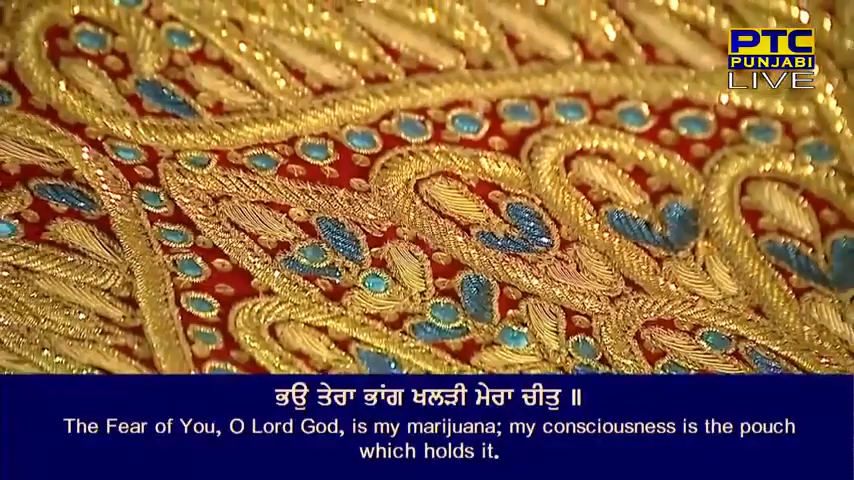 PTC
PUNJABI
LIVE
ਭਉ ਤੇਰਾ ਭਾਂਗ ਖਲੜੀ ਮੇਰਾ ਚੀਤੁ ॥
The Fear of You, O Lord God, is my marijuana; my consciousness is the pouch
which holds it.